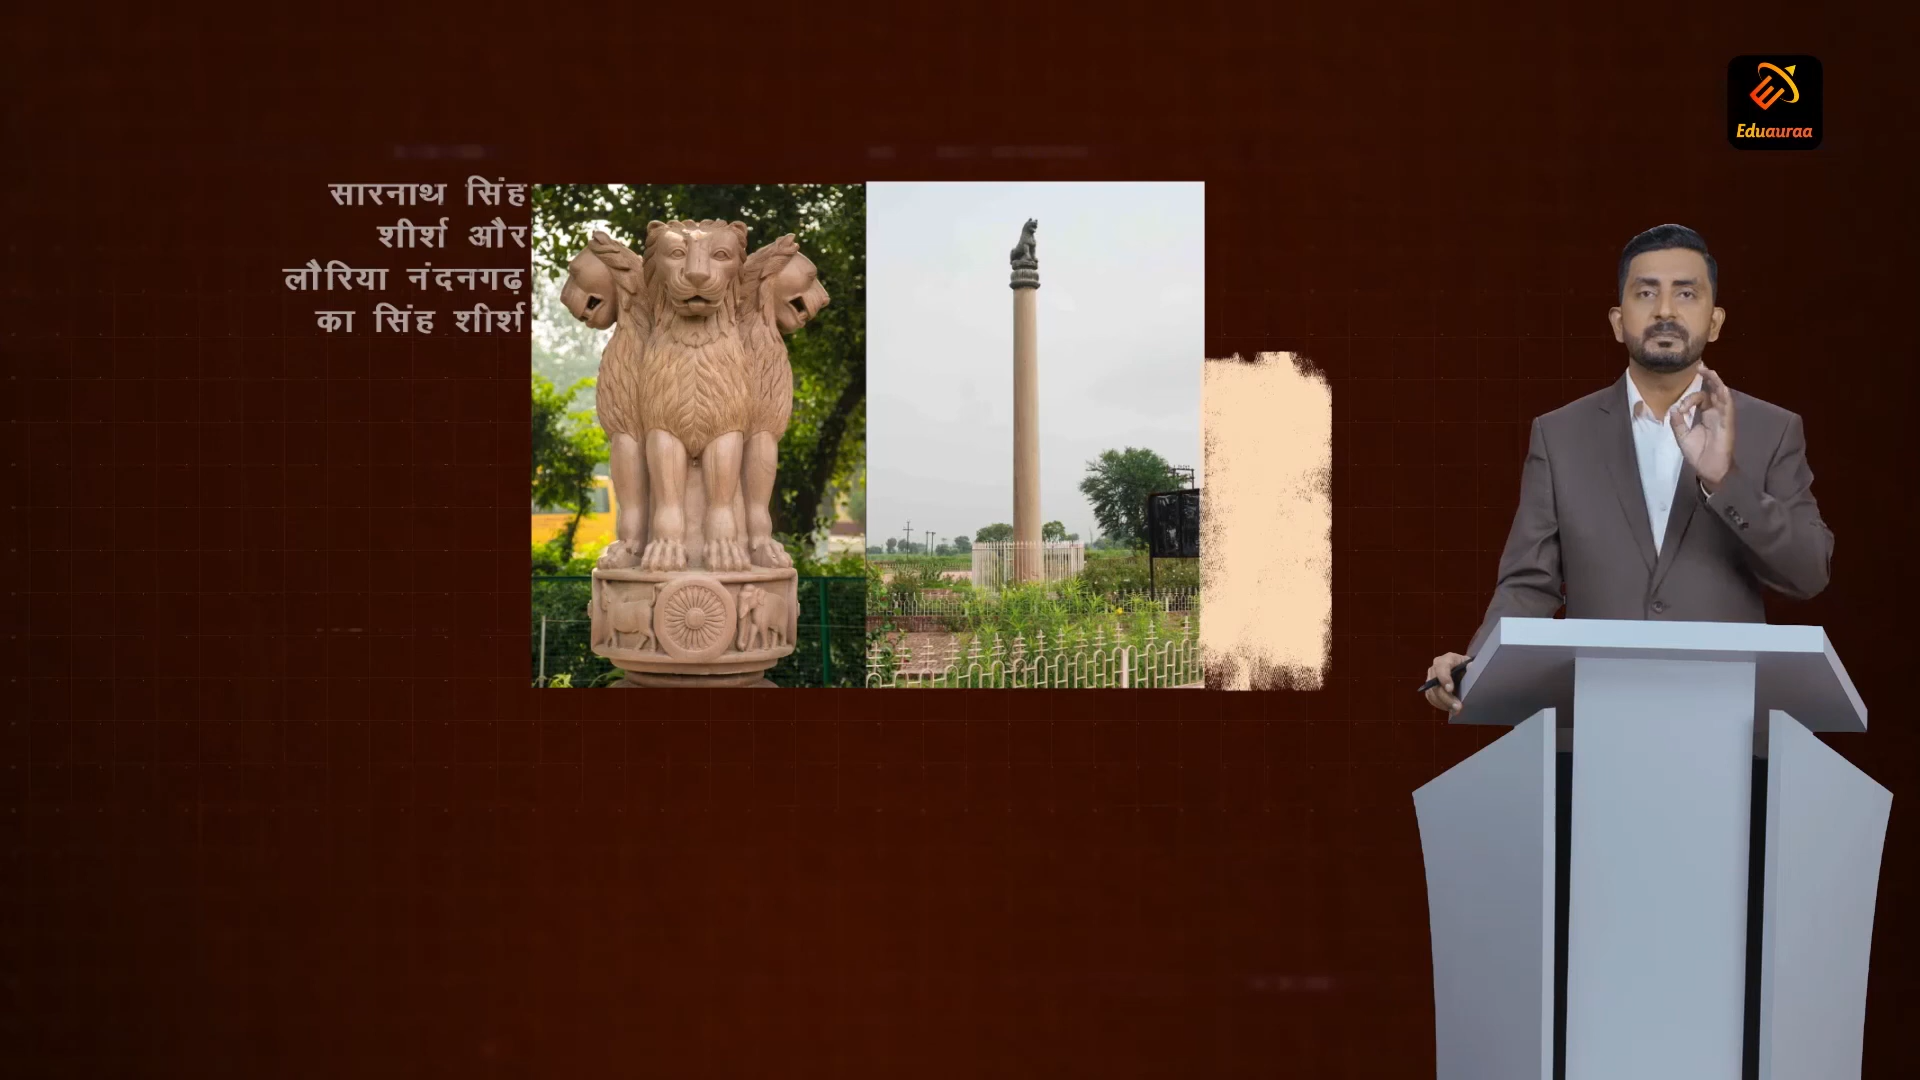 सारनाथ सिंह
शीर्श और
लौरिया नंदनगढ़
का सिंह शीर्श
Eduauraa